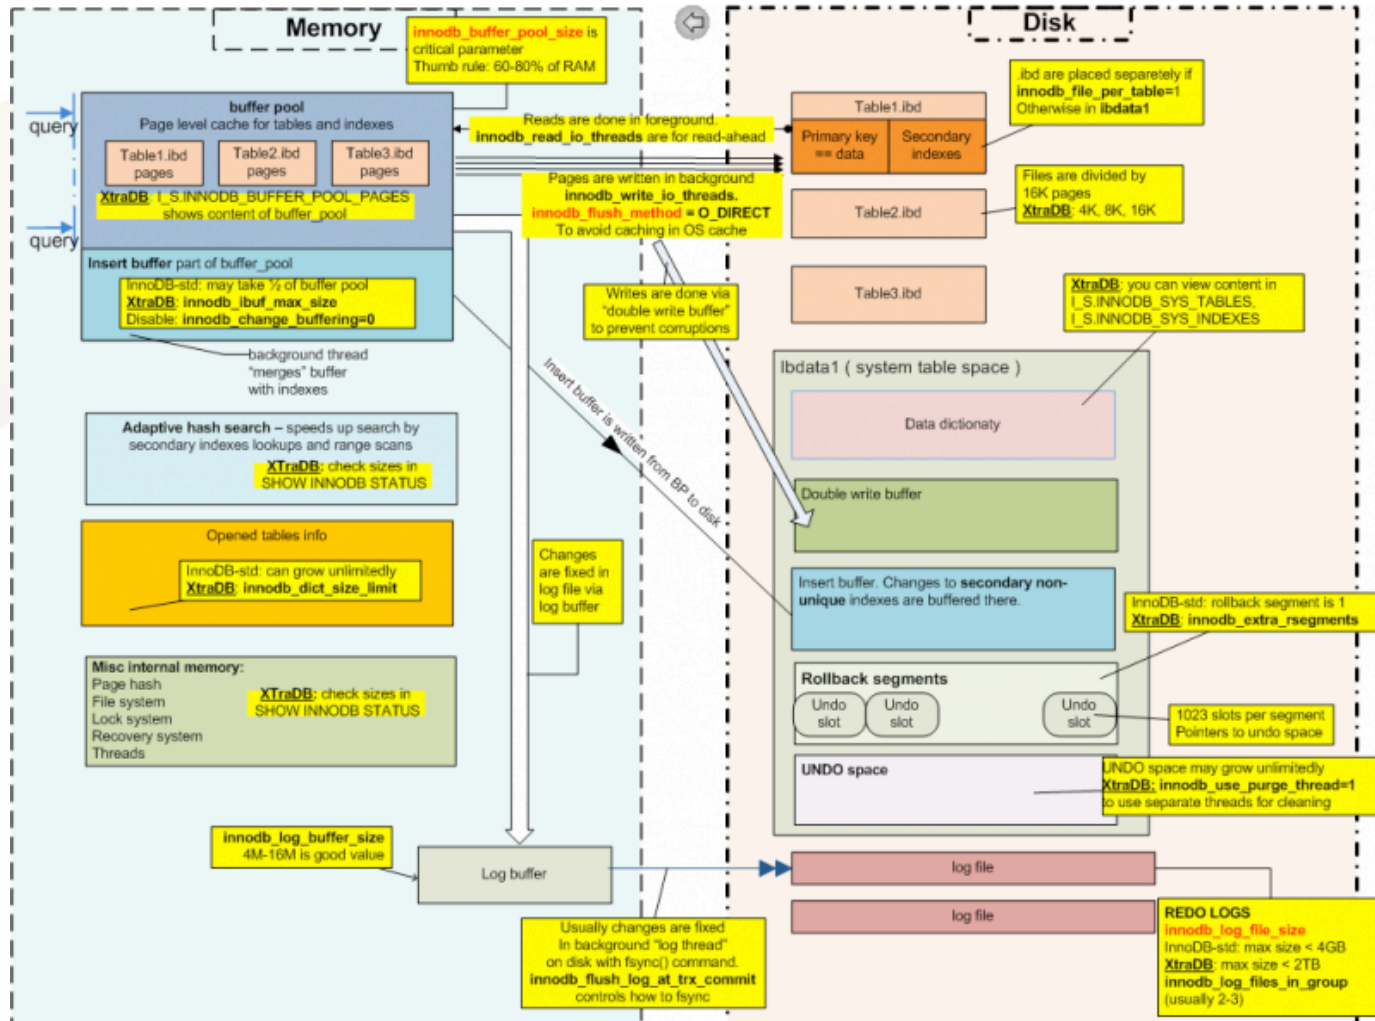 Memory
innodb_buffer_pool_size is
critical parameter
Thumb rule: 60-80% of RAM
query
query
buffer pool
Page level cache for tables and indexes
Table1.ibd
pages
Table2.ibd
pages
Table3.ibd
pages
XtraDB: I_S.INNODB_BUFFER_POOL_PAGES
shows content of buffer_pool
Insert buffer part of buffer_pool
InnoDB-std: may take ½ of buffer pool
XtraDB: innodb_ibuf_max_size
Disable: innodb_change_buffering=0
background thread
"merges" buffer
with indexes
Adaptive hash search – speeds up search by
secondary indexes lookups and range scans
XTraDB: check sizes in
SHOW INNODB STATUS
Opened tables info
InnoDB-std: can grow unlimitedly
XtraDB: innodb_dict_size_limit
Misc internal memory:
Page hash
File system
Lock system
Recovery system
Threads
XTraDB: check sizes in
SHOW INNODB STATUS
innodb_log_buffer_size
4M-16M is good value
Log buffer
Reads are done in foreground.
innodb_read_io_threads are for read-ahead
Pages are written in background
innodb_write_io_threads.
innodb_flush_method = O_DIRECT
To avoid caching in OS cache
Writes are done via
"double write buffer"
to prevent corruptions
Insert buffer is written from BP to disk
Changes
are fixed in
log file via
log buffer
Usually changes are fixed
In background "log thread"
on disk with fsync() command.
innodb_flush_log_at_trx_commit
controls how to fsync
Disk
.ibd are placed separetely if
innodb_file_per_table=1
Otherwise in ibdata1
Table1.ibd
Primary key
== data
Secondary
indexes
Files are divided by
16K pages
XtraDB: 4K, 8K, 16K
Table2.ibd
Table3.ibd
XtraDB: you can view content in
I_S.INNODB_SYS_TABLES,
I_S.INNODB_SYS_INDEXES
Ibdata1 ( system table space )
Data dictionaty
Double write buffer
Insert buffer. Changes to secondary non-
unique indexes are buffered there.
InnoDB-std: rollback segment is 1
XtraDB: innodb_extra_rsegments
Rollback segments
Undo
slot
Undo
slot
Undo
slot
1023 slots per segment
Pointers to undo space
UNDO space
UNDO space may grow unlimitedly
XtraDB: innodb_use_purge_thread=1
to use separate threads for cleaning
log file
log file
REDO LOGS
innodb_log_file_size
InnoDB-std: max size < 4GB
XtraDB: max size < 2TB
innodb_log_files_in_group
(usually 2-3)